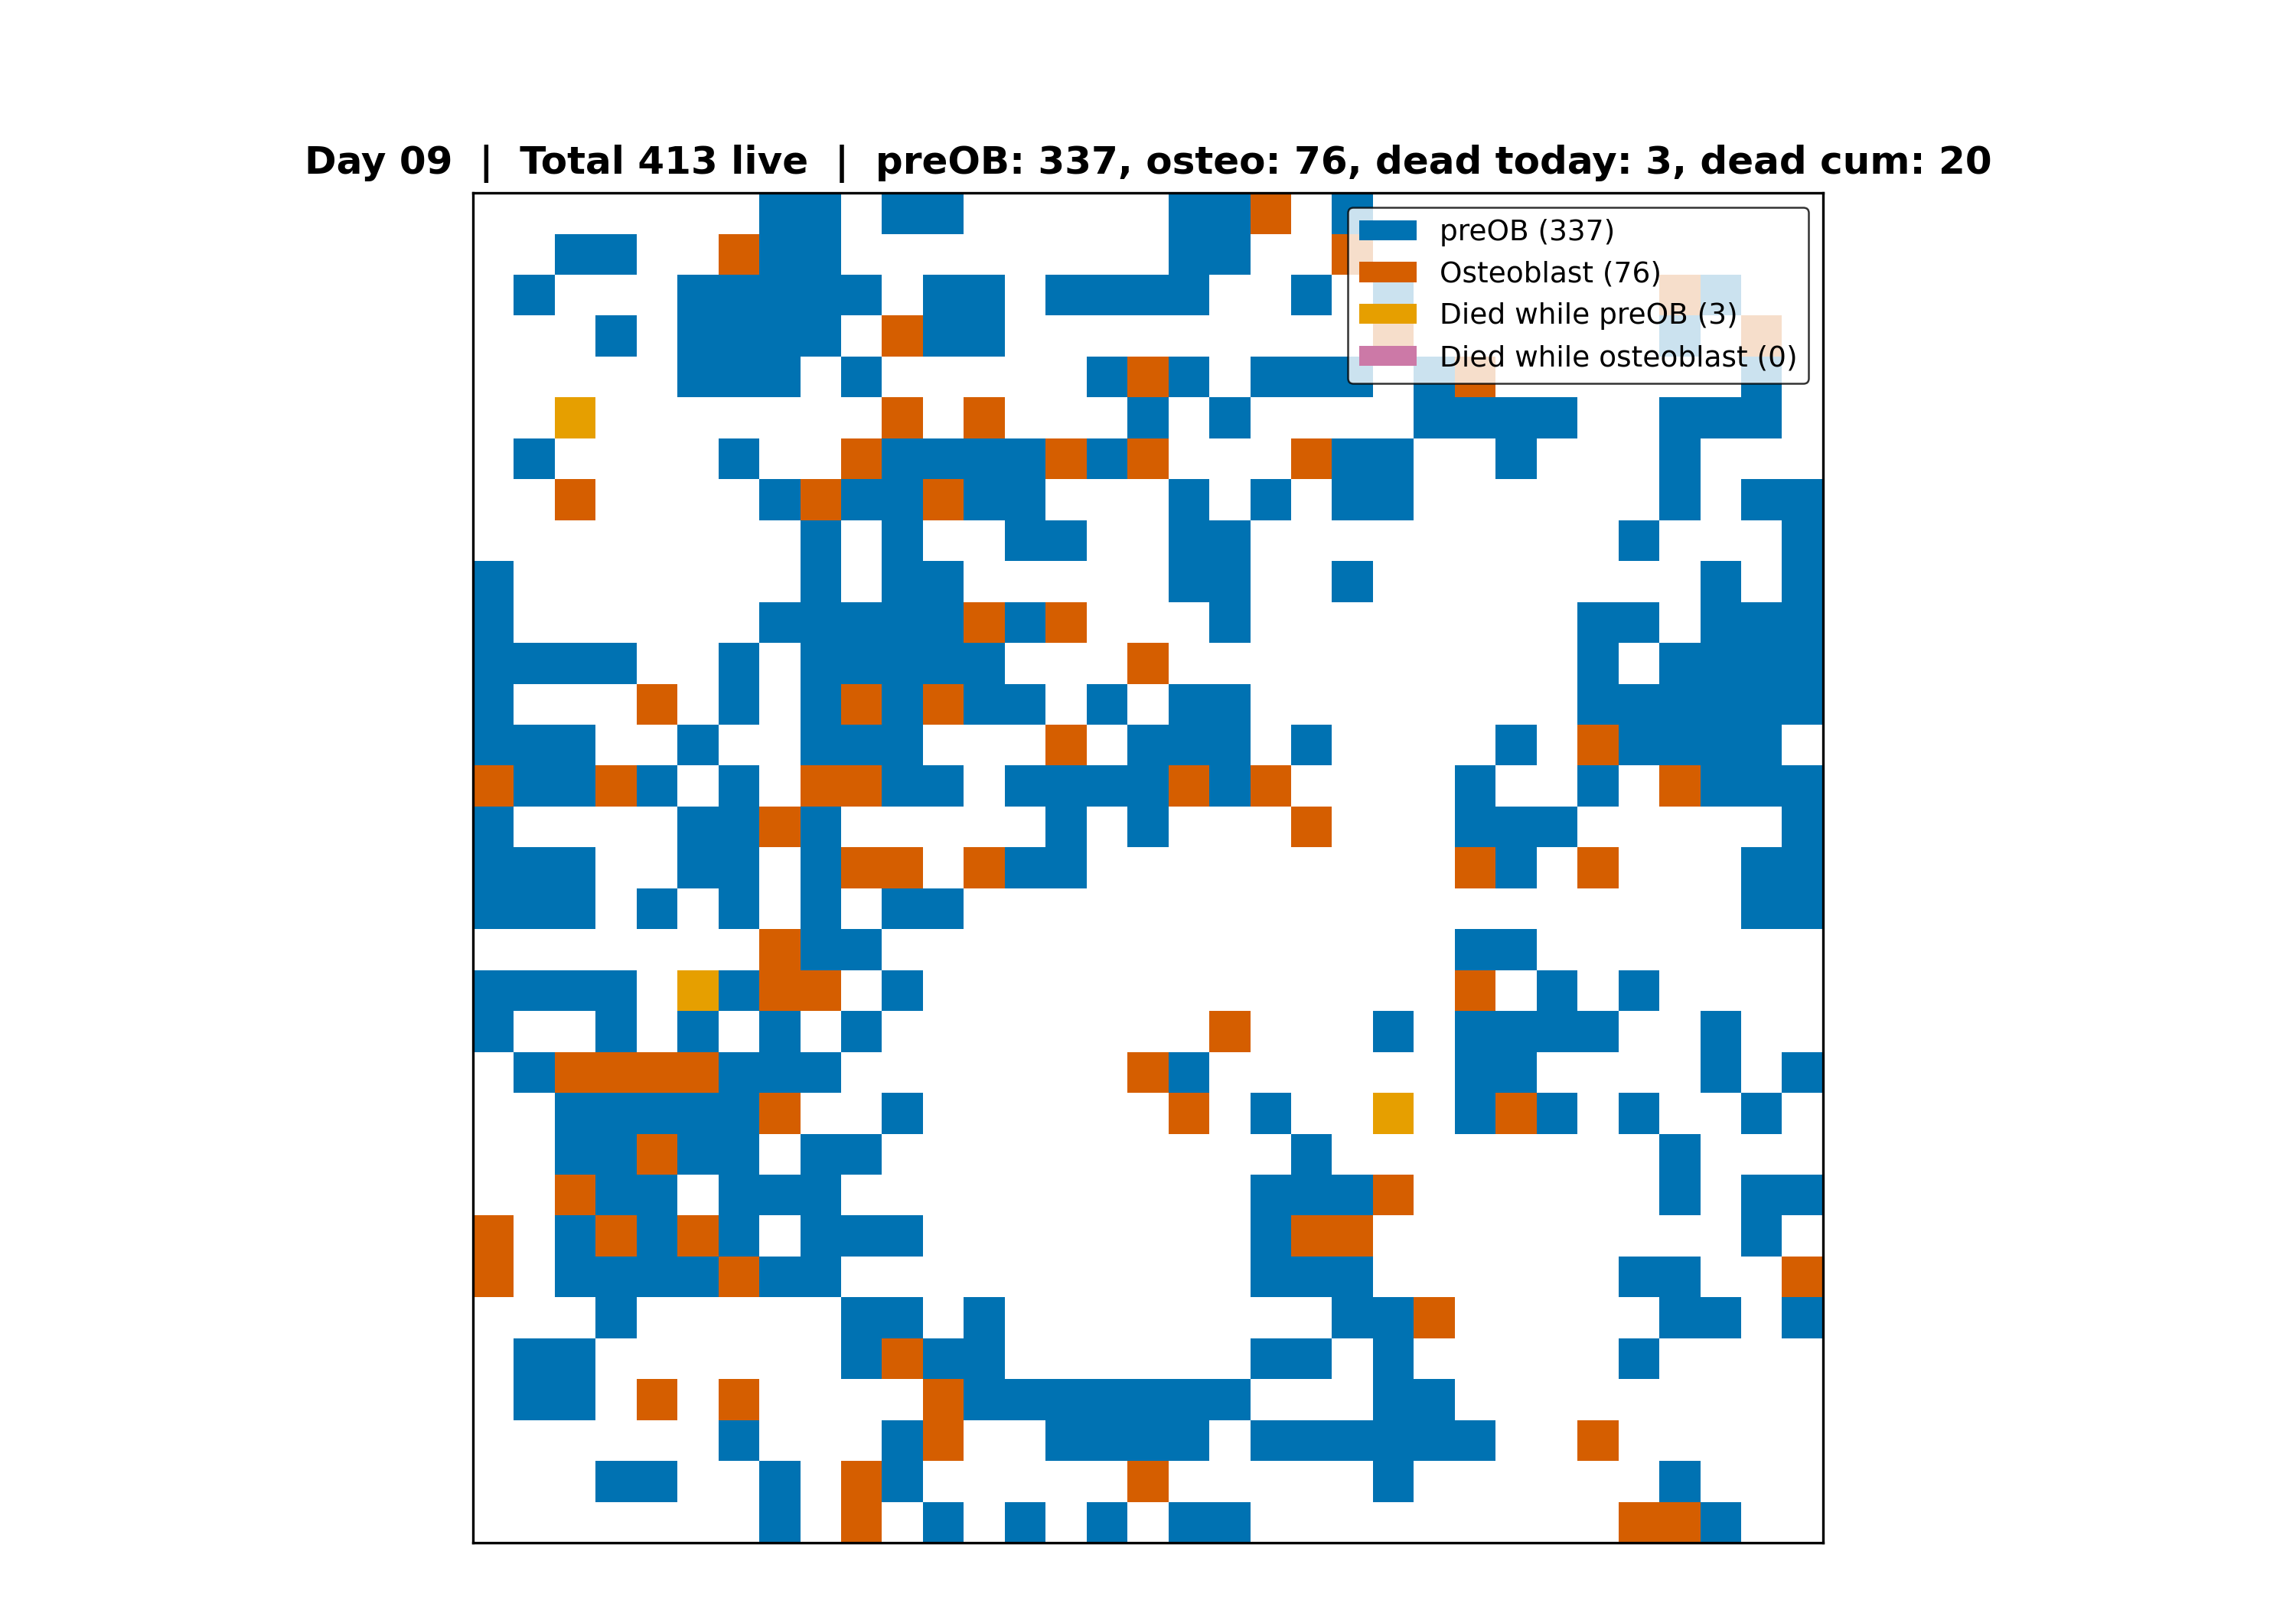 Day 09 | Total 413 live | preOB: 337, osteo: 76, dead today: 3, dead cum: 20
preOB (337)
Osteoblast (76)
Died while preOB (3)
Died while osteoblast (0)